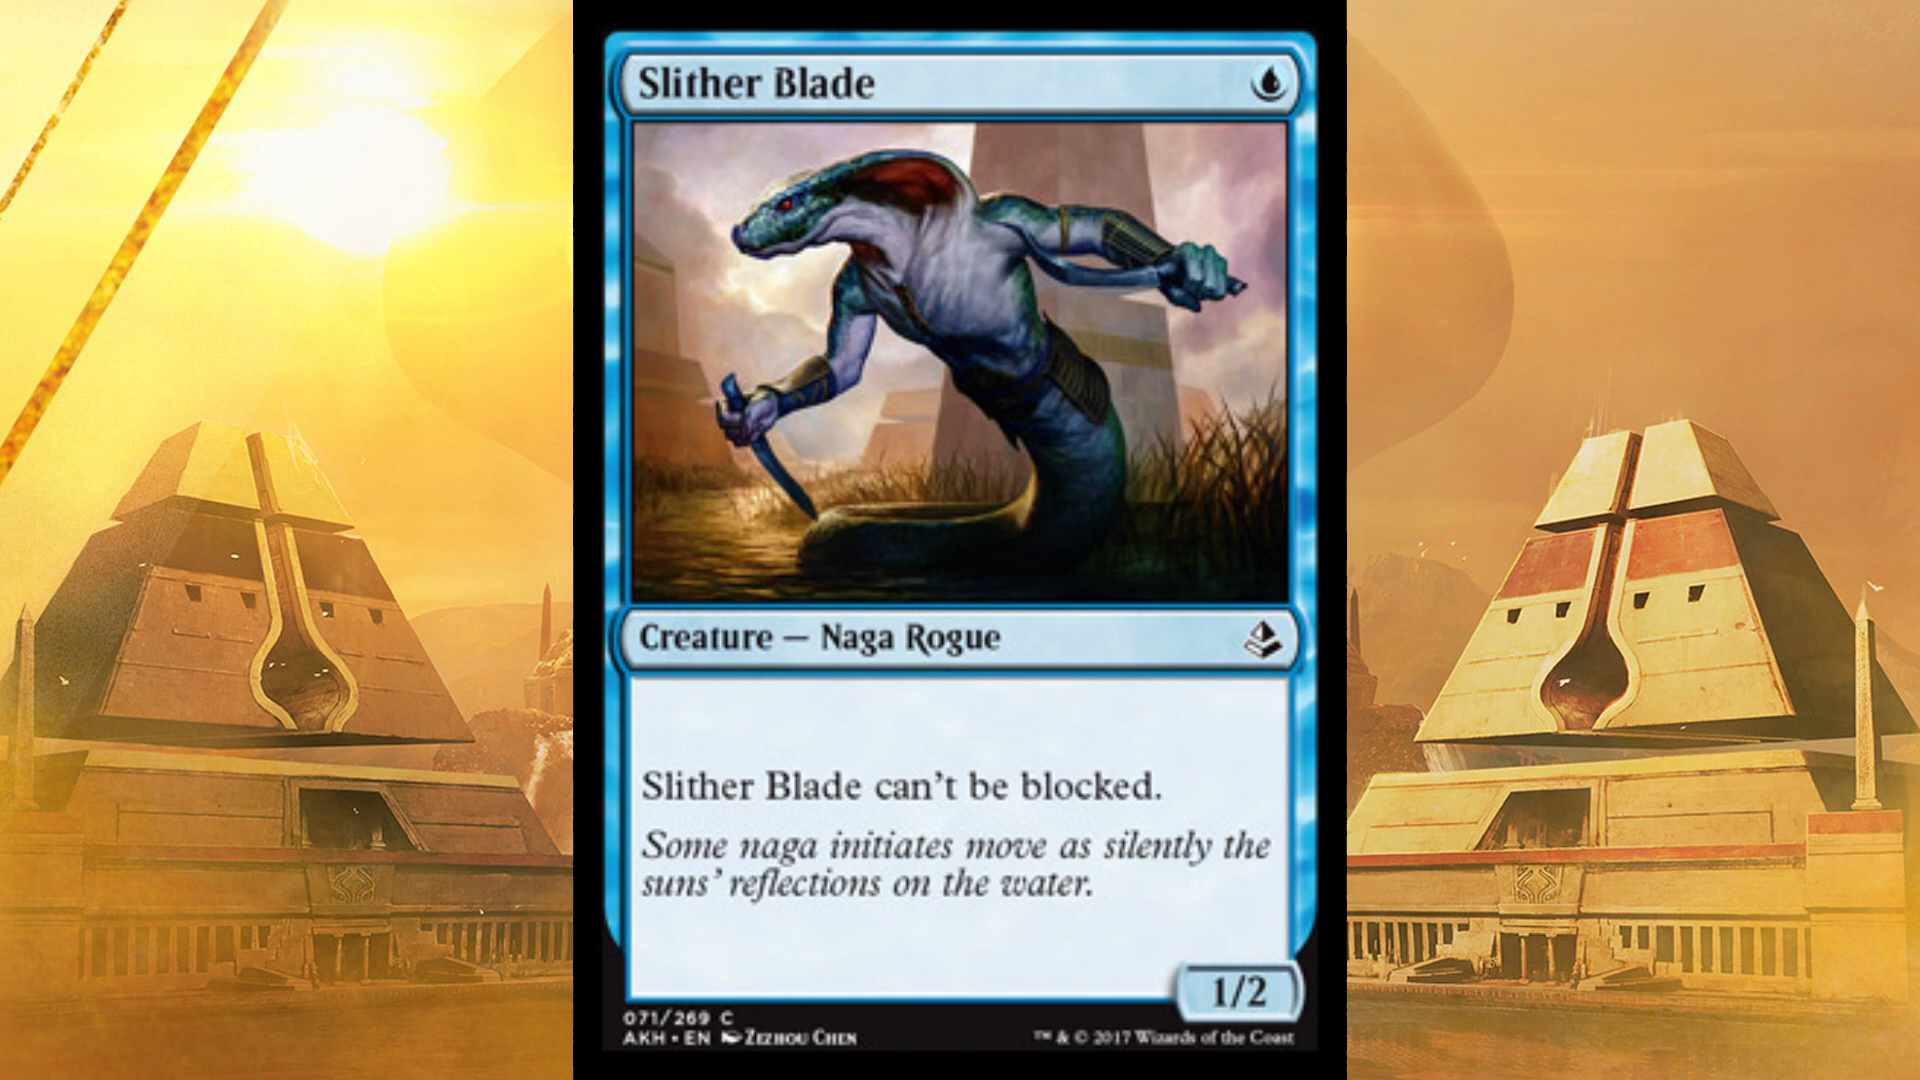 Slither Blade
Creature — Naga Rogue
Slither Blade can't be blocked.
Some naga initiates move as silently the
suns' reflections on the water.
1/2
071/269 C
AKH • EN Zezhou Chen
™ & © 2017 Wizards of the Coast